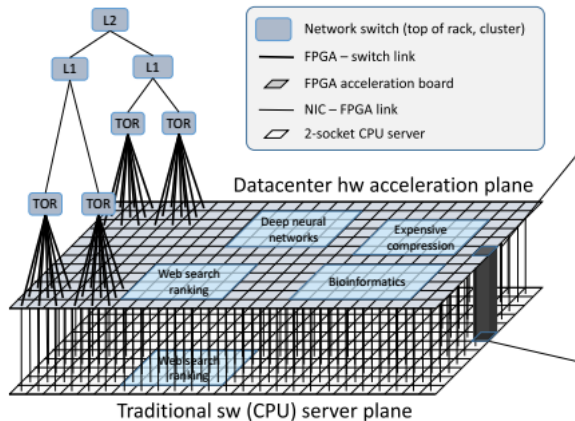 L2
L1
L1
TOR
TOR
TOR
TOR
Network switch (top of rack, cluster)
FPGA – switch link
FPGA acceleration board
NIC – FPGA link
2-socket CPU server
Datacenter hw acceleration plane
Deep neural
networks
Expensive
compression
Web search
ranking
Bioinformatics
Web search
ranking
Traditional sw (CPU) server plane